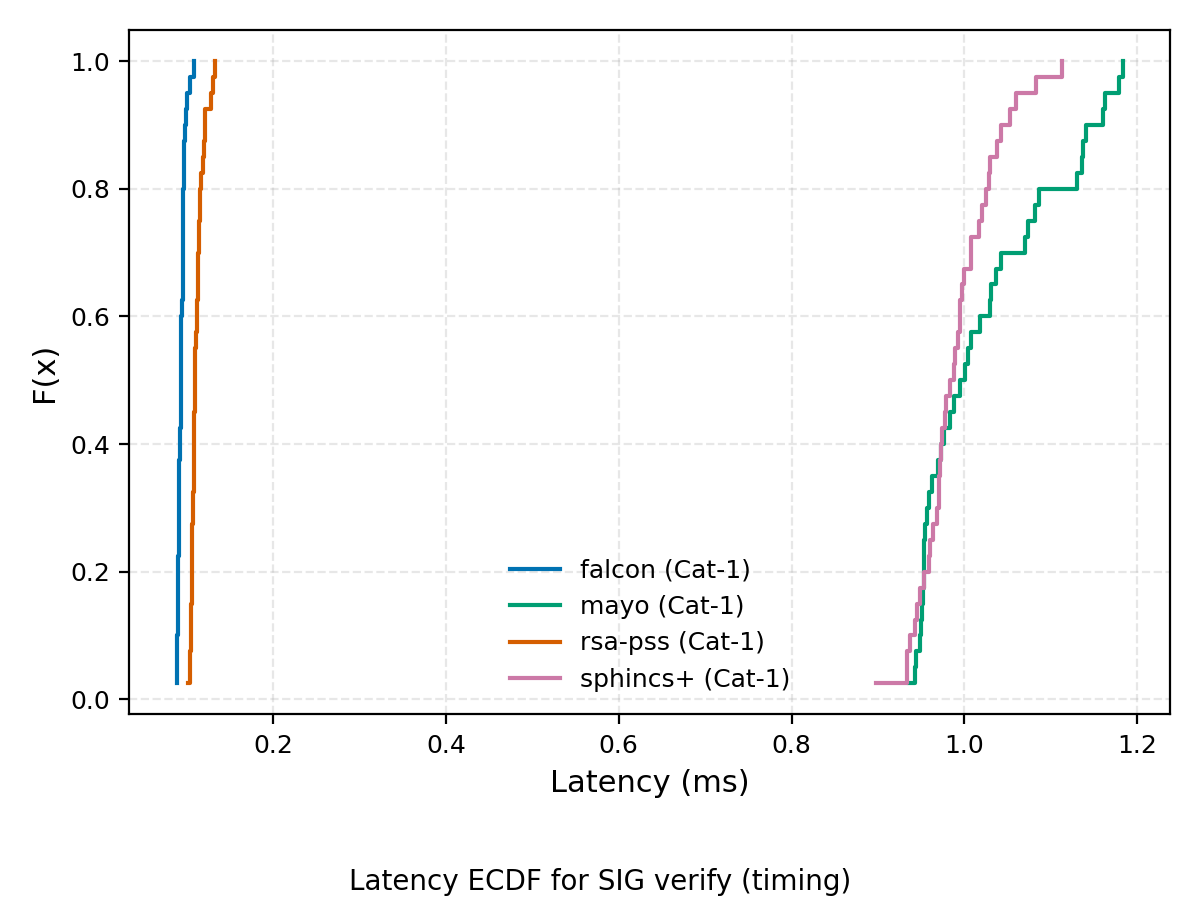 1.0
0.8
0.6
0.4
0.2
0.0
F(x)
falcon (Cat-1)
mayo (Cat-1)
rsa-pss (Cat-1)
sphincs+ (Cat-1)
0.2 0.4 0.6 0.8 1.0 1.2
Latency (ms)
Latency ECDF for SIG verify (timing)